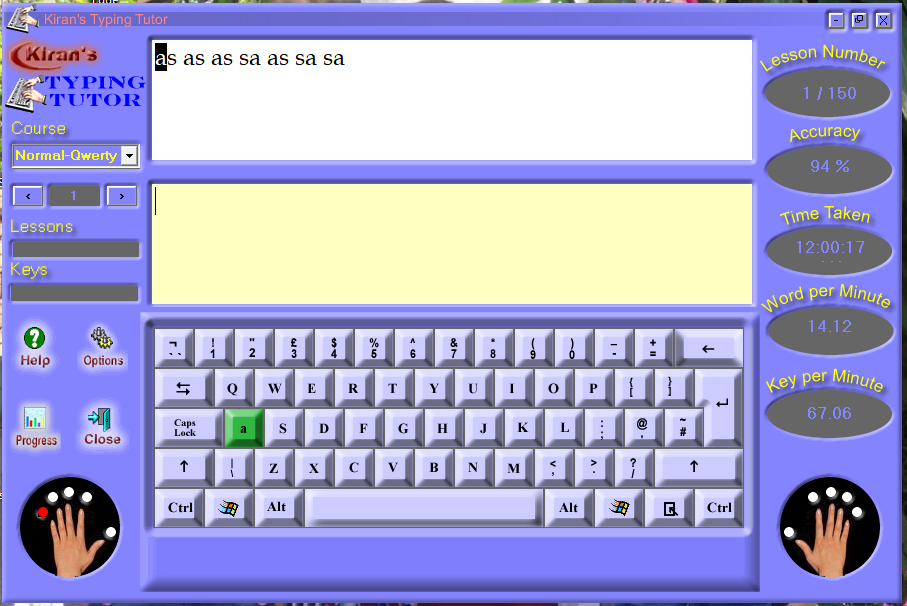 Kiran's Typing Tutor
Kiran's
TYPING
TUTOR
Course
Normal-Qwerty
< 1 >
Lessons
Keys
Help
Options
Progress
Close
as as as sa as sa sa
Lesson Number
1 / 150
Accuracy
94 %
Time Taken
12:00:17
Word per Minute
14.12
Key per Minute
67.06
¬ ! " £ $ % ^ & * ( ) – +
` 1 2 3 4 5 6 7 8 9 0 - = ←
Q W E R T Y U I O P { [ } ]
Caps Lock a S D F G H J K L : ; @ ' ~ #
↑ | \ Z X C V B N M < , > . ? / ↑
Ctrl Alt Alt Ctrl